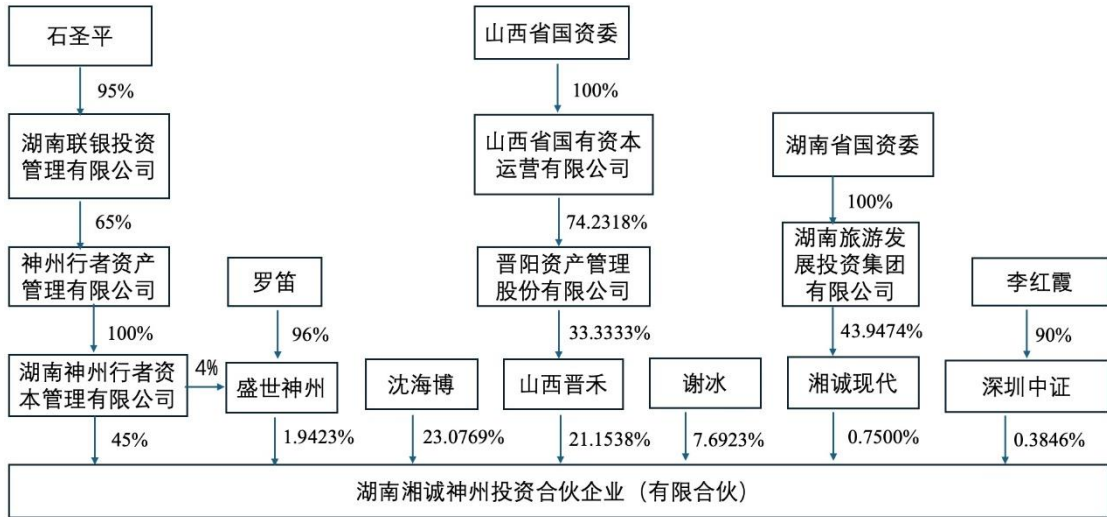 石圣平
山西省国资委
95%
100%
湖南联银投资
管理有限公司
山西省国有资本
运营有限公司
湖南省国资委
65%
74.2318%
100%
神州行者资产
管理有限公司
罗笛
晋阳资产管理
股份有限公司
湖南旅游发
展投资集团
有限公司
李红霞
100%
96%
33.3333%
43.9474%
90%
湖南神州行者资
本管理有限公司
4%
盛世神州
沈海博
山西晋禾
谢冰
湘诚现代
深圳中证
45%
1.9423%
23.0769%
21.1538%
7.6923%
0.7500%
0.3846%
湖南湘诚神州投资合伙企业（有限合伙）